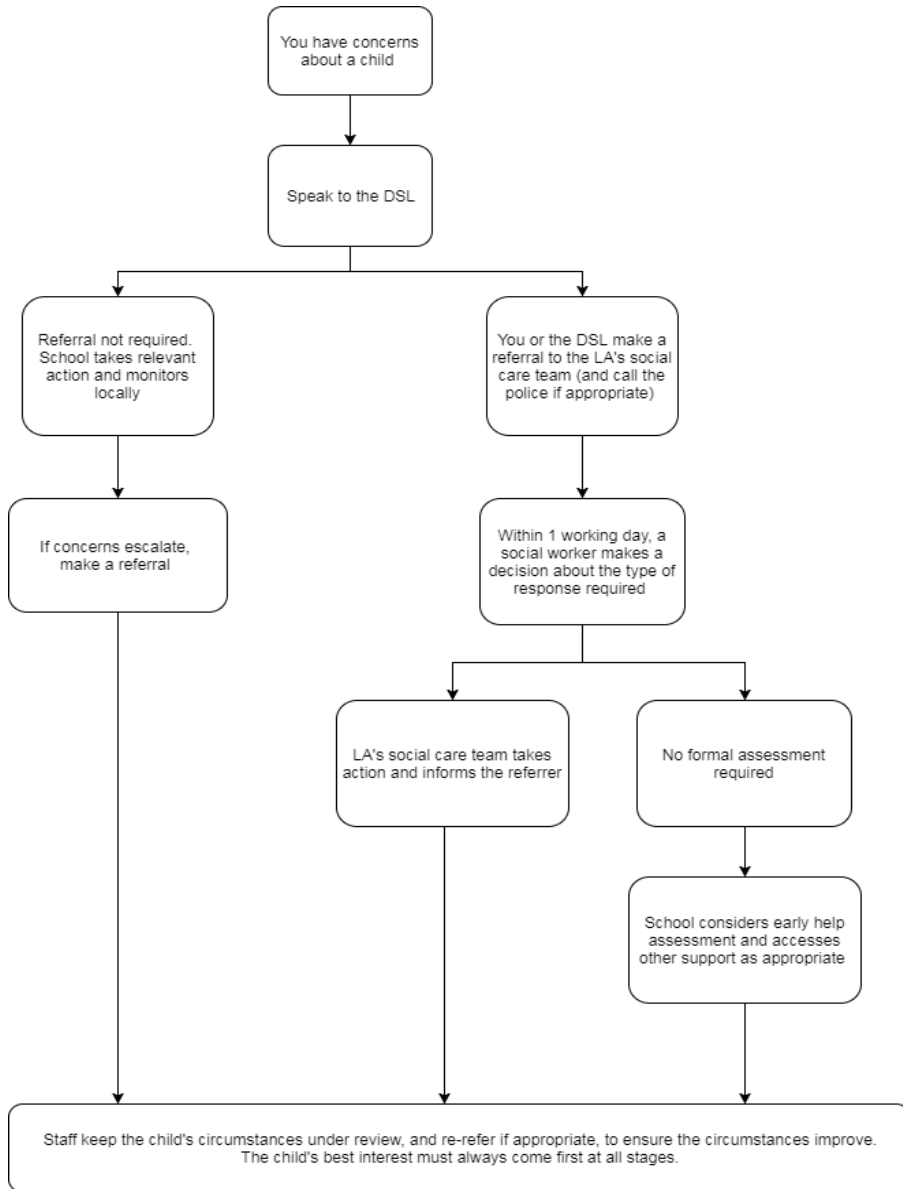 You have concerns
about a child
Speak to the DSL
Referral not required.
School takes relevant
action and monitors
locally
You or the DSL make a
referral to the LA's social
care team (and call the
police if appropriate)
If concerns escalate,
make a referral
Within 1 working day, a
social worker makes a
decision about the type of
response required
LA's social care team takes
action and informs the referrer
No formal assessment
required
School considers early help
assessment and accesses
other support as appropriate
Staff keep the child's circumstances under review, and re-refer if appropriate, to ensure the circumstances improve.
The child's best interest must always come first at all stages.